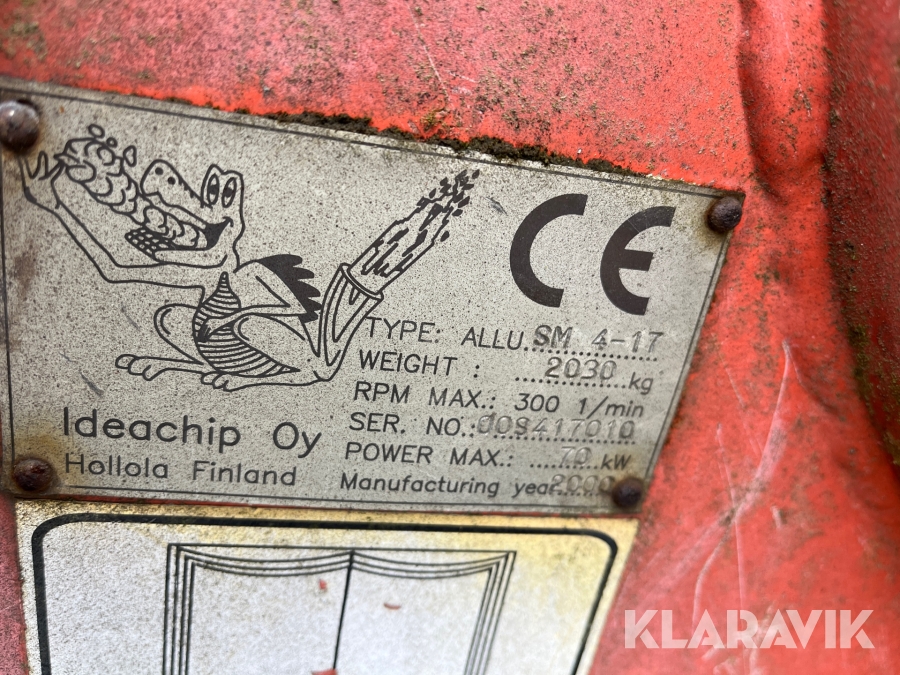 CE
TYPE: ALLU SM 4-17
WEIGHT : 2030 kg
RPM MAX.: 300 1/min
SER. NO.: 00S417010
POWER MAX.: 70 kW
Manufacturing year 2000
Ideachip Oy
Hollola Finland
KLARAVIK